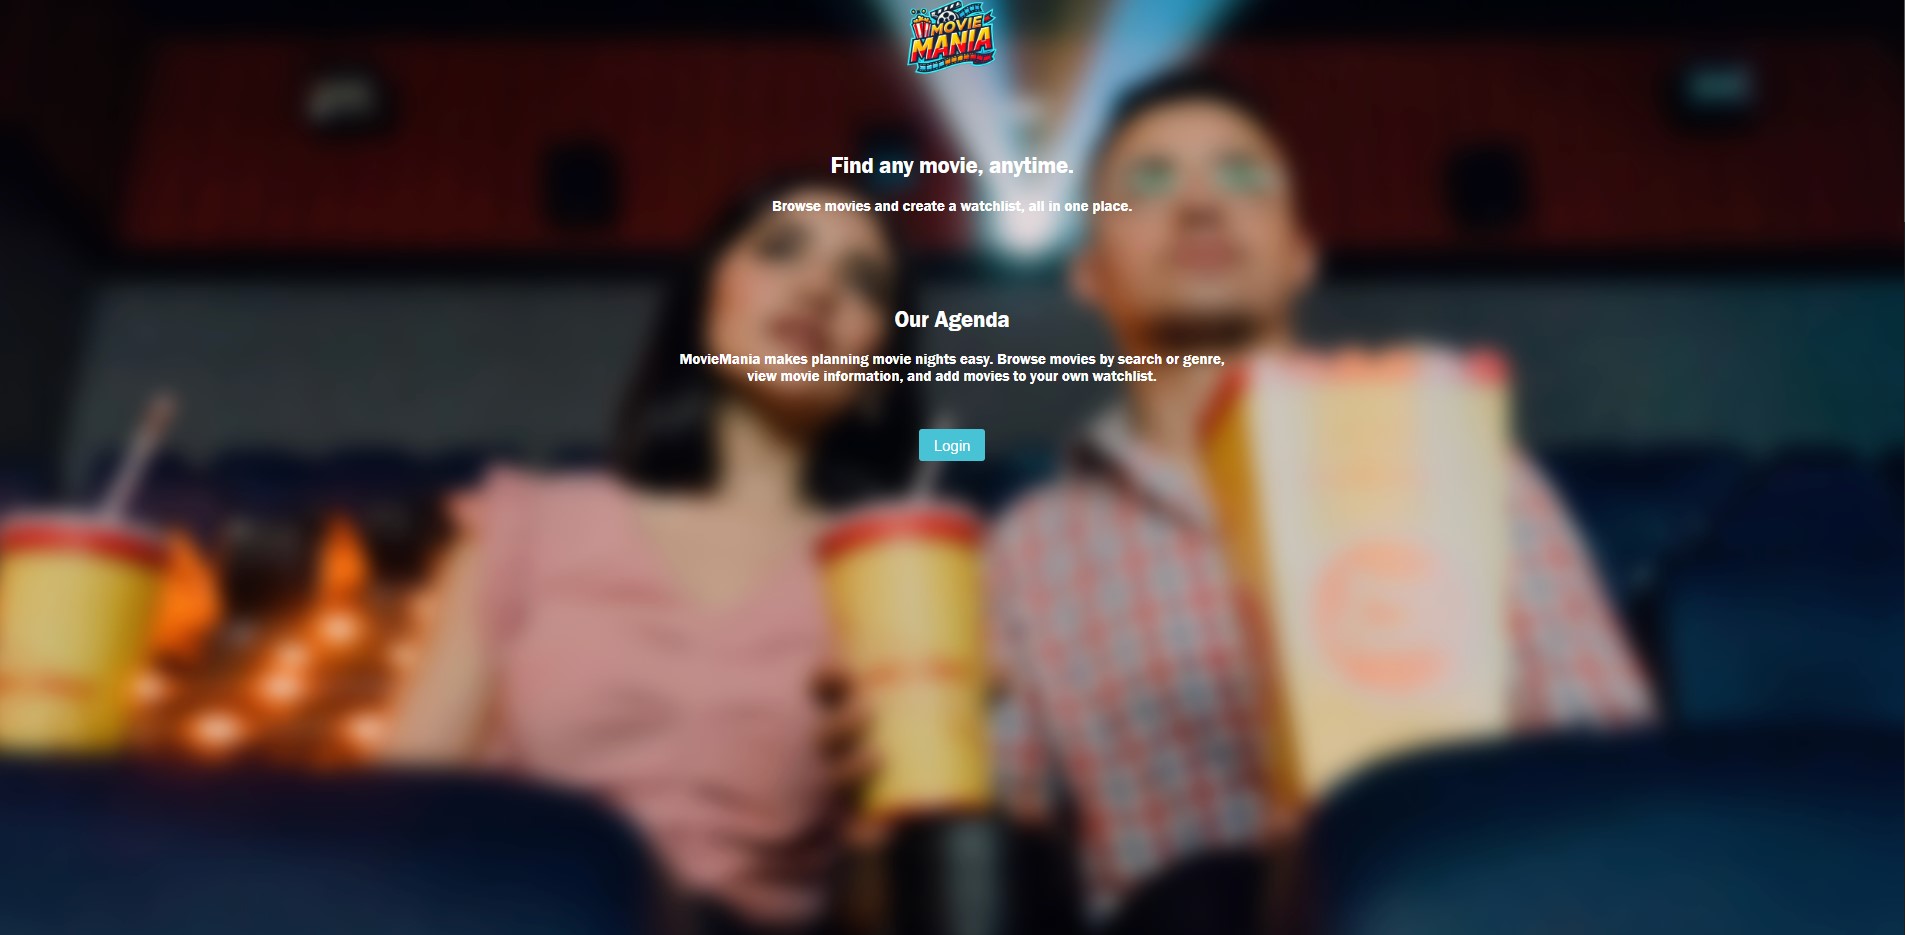 MOVIE
MANIA
Find any movie, anytime.
Browse movies and create a watchlist, all in one place.
Our Agenda
MovieMania makes planning movie nights easy. Browse movies by search or genre,
view movie information, and add movies to your own watchlist.
Login